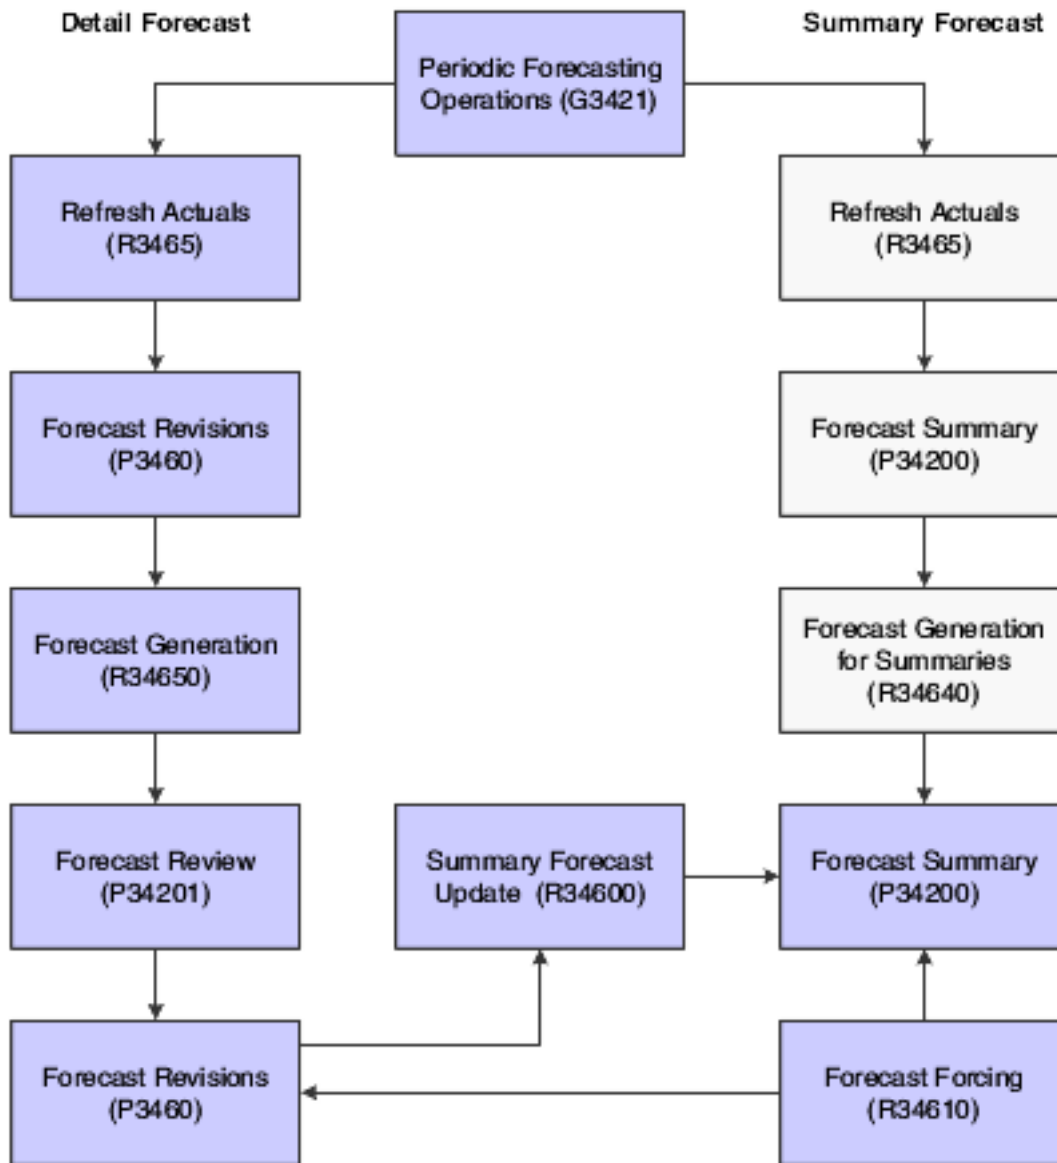 Detail Forecast
Summary Forecast
Periodic Forecasting
Operations (G3421)
Refresh Actuals
(R3465)
Refresh Actuals
(R3465)
Forecast Revisions
(P3460)
Forecast Summary
(P34200)
Forecast Generation
(R34650)
Forecast Generation
for Summaries
(R34640)
Forecast Review
(P34201)
Summary Forecast
Update (R34600)
Forecast Summary
(P34200)
Forecast Revisions
(P3460)
Forecast Forcing
(R34610)